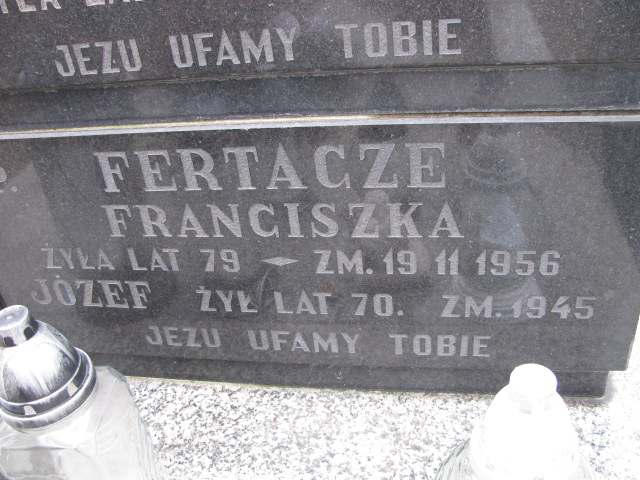 JEZU UFAMY TOBIE
FERTACZE
FRANCISZKA
ŻYŁA LAT 79 – ZM. 19 11 1956
JÓZEF ŻYŁ LAT 70. ZM. 1945
JEZU UFAMY TOBIE